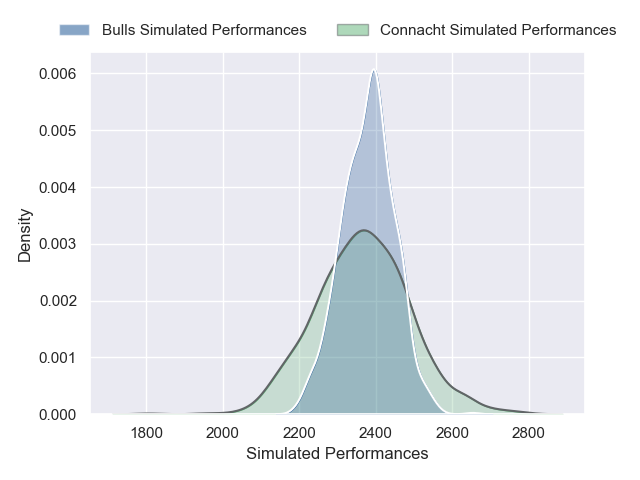 Bulls Simulated Performances
Connacht Simulated Performances
0.006
0.005
0.004
0.003
0.002
0.001
0.000
Density
1800 2000 2200 2400 2600 2800
Simulated Performances